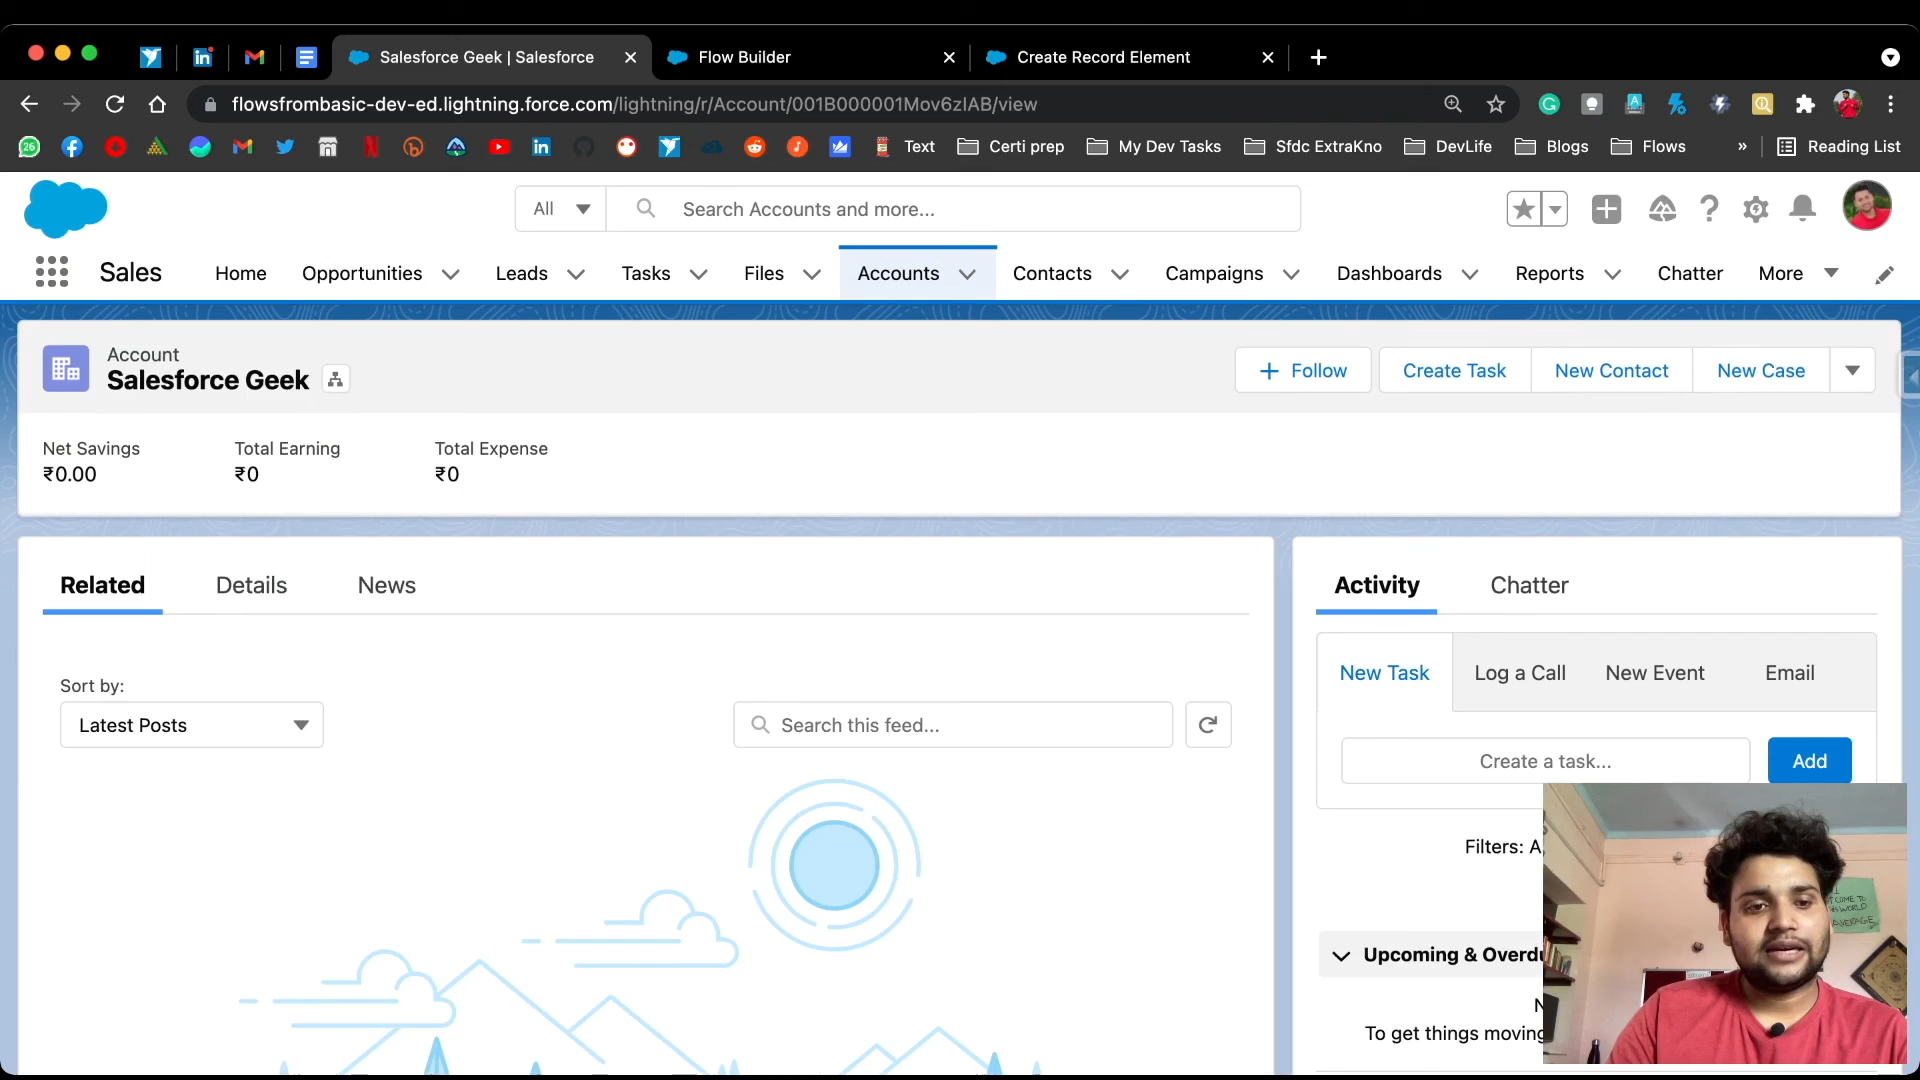 Salesforce Geek | Salesforce
Flow Builder
Create Record Element
flowsfrombasic-dev-ed.lightning.force.com/lightning/r/Account/001B000001Mov6zIAB/view
26
Text
Certi prep
My Dev Tasks
Sfdc ExtraKno
DevLife
Blogs
Flows
»
Reading List
All
Search Accounts and more...
Sales
Home
Opportunities
Leads
Tasks
Files
Accounts
Contacts
Campaigns
Dashboards
Reports
Chatter
More
Account
Salesforce Geek
Follow
Create Task
New Contact
New Case
Net Savings
Total Earning
Total Expense
₹0.00
₹0
₹0
Related
Details
News
Activity
Chatter
New Task
Log a Call
New Event
Email
Sort by:
Latest Posts
Search this feed...
Create a task...
Add
Filters: A
Upcoming & Overdu
To get things moving
AVERAGE